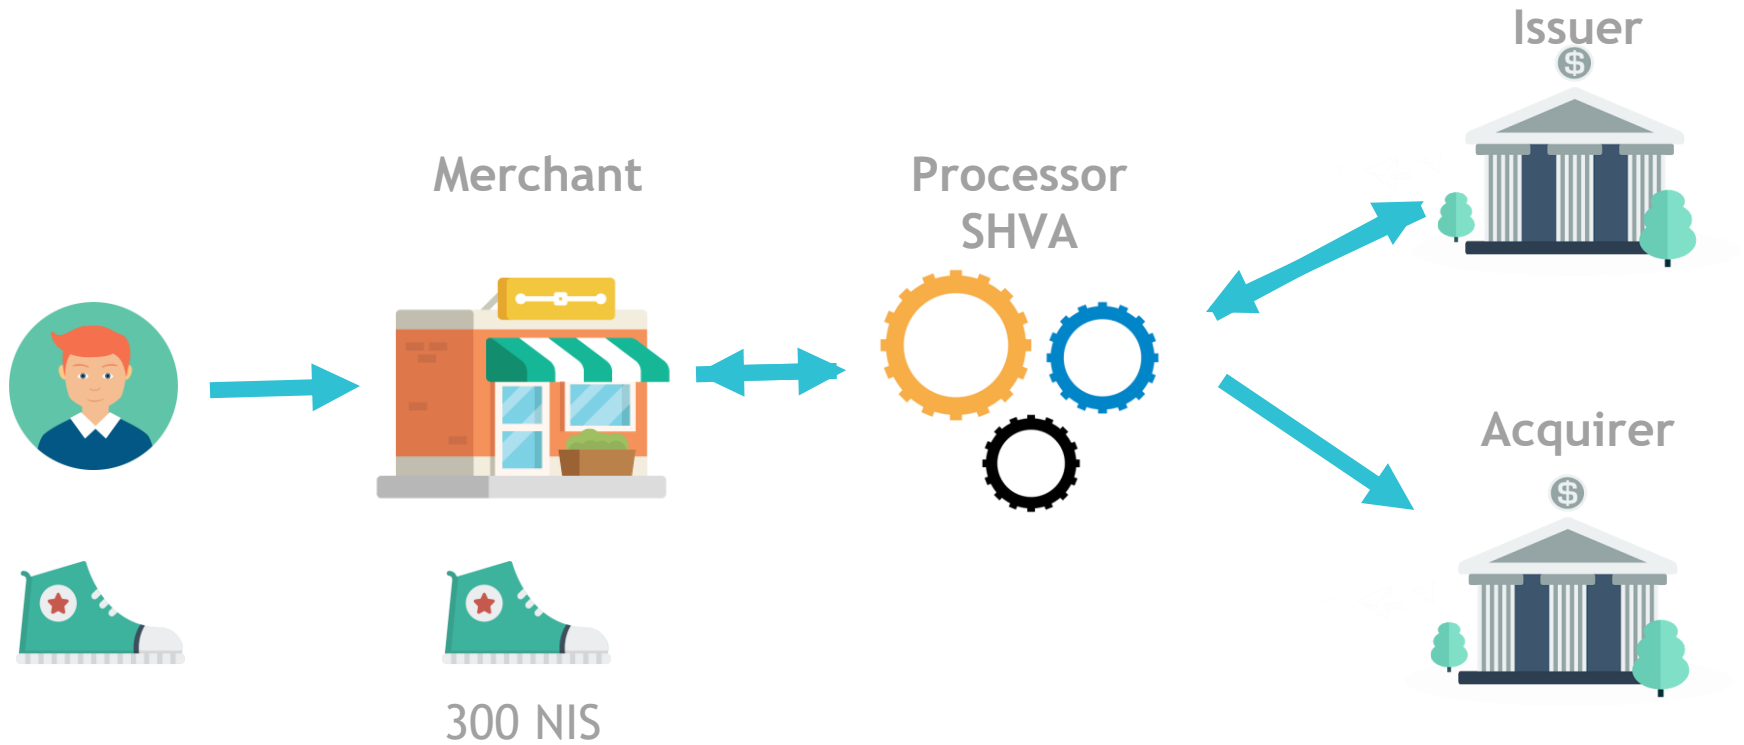 Issuer
Merchant
Processor
SHVA
Acquirer
300 NIS